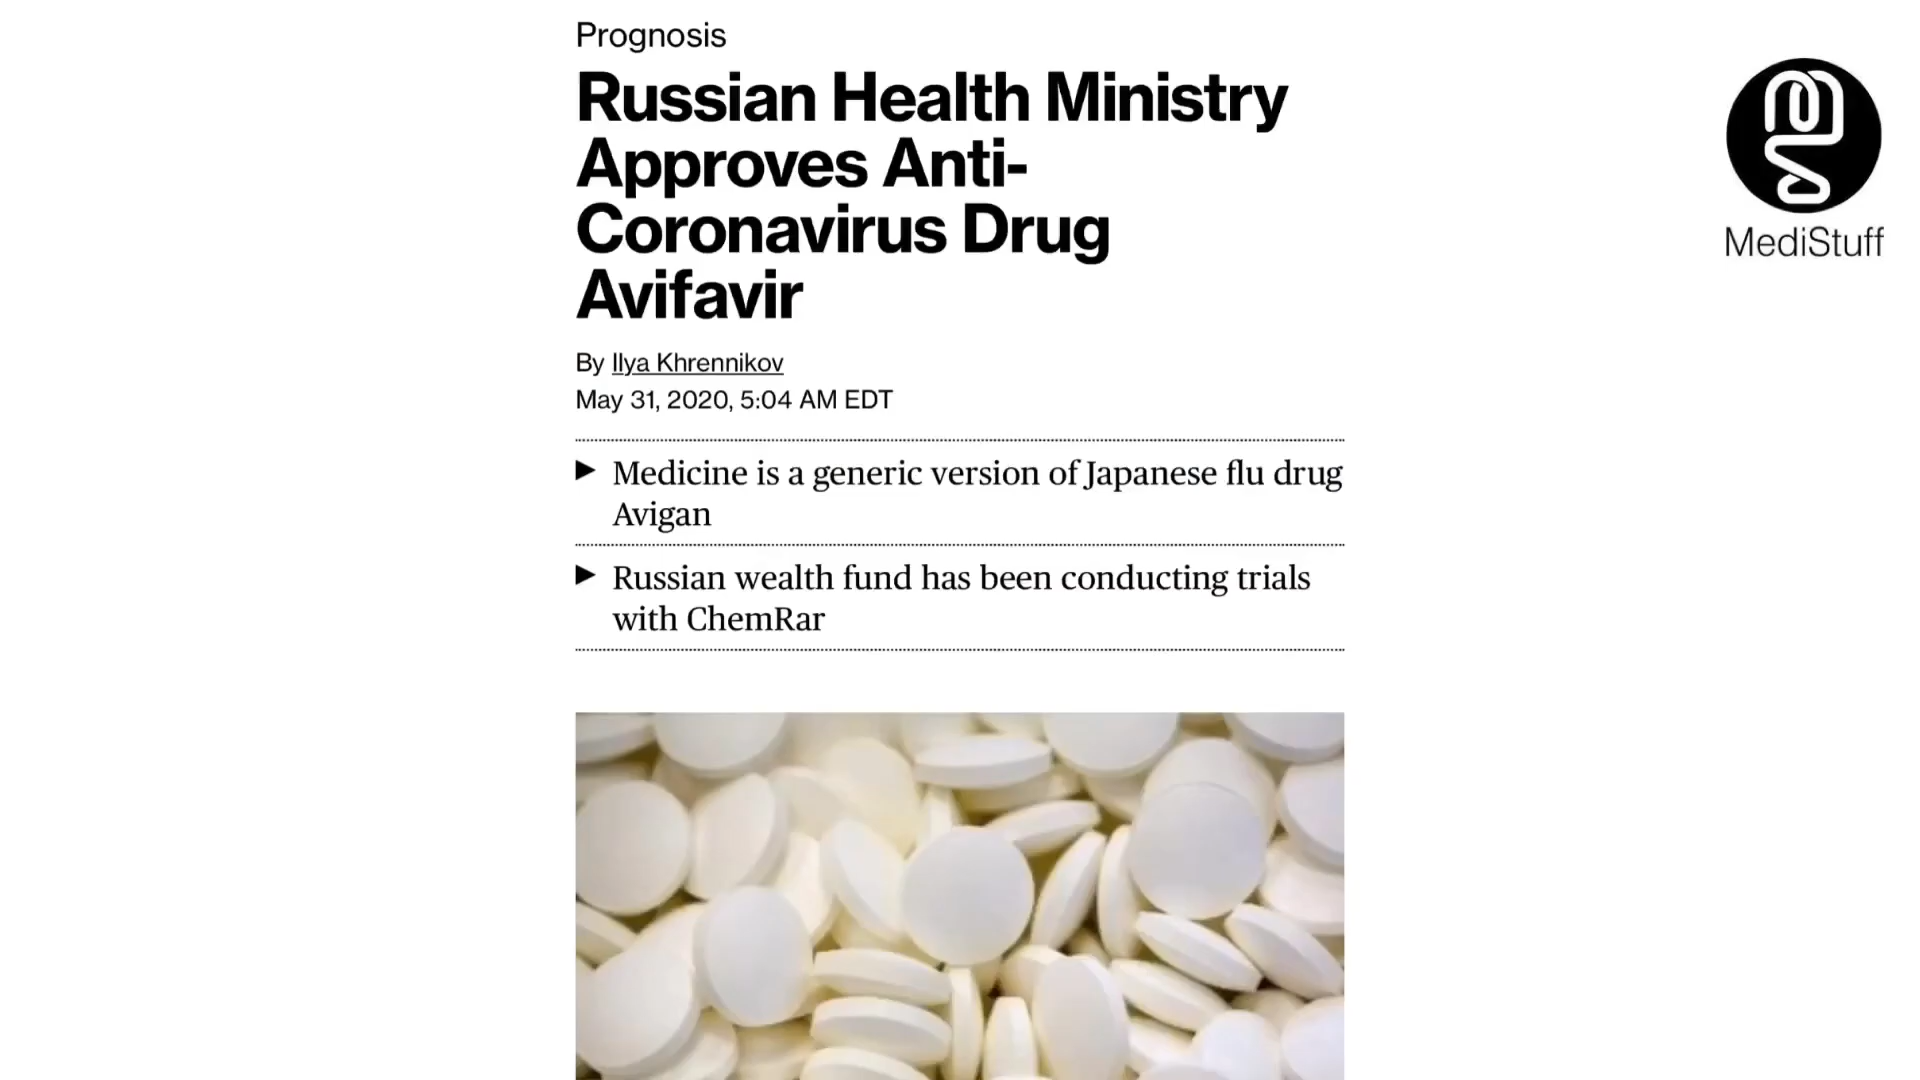 Prognosis
Russian Health Ministry
Approves Anti-
Coronavirus Drug
Avifavir
By Ilya Khrennikov
May 31, 2020, 5:04 AM EDT
Medicine is a generic version of Japanese flu drug
Avigan
Russian wealth fund has been conducting trials
with ChemRar
MediStuff